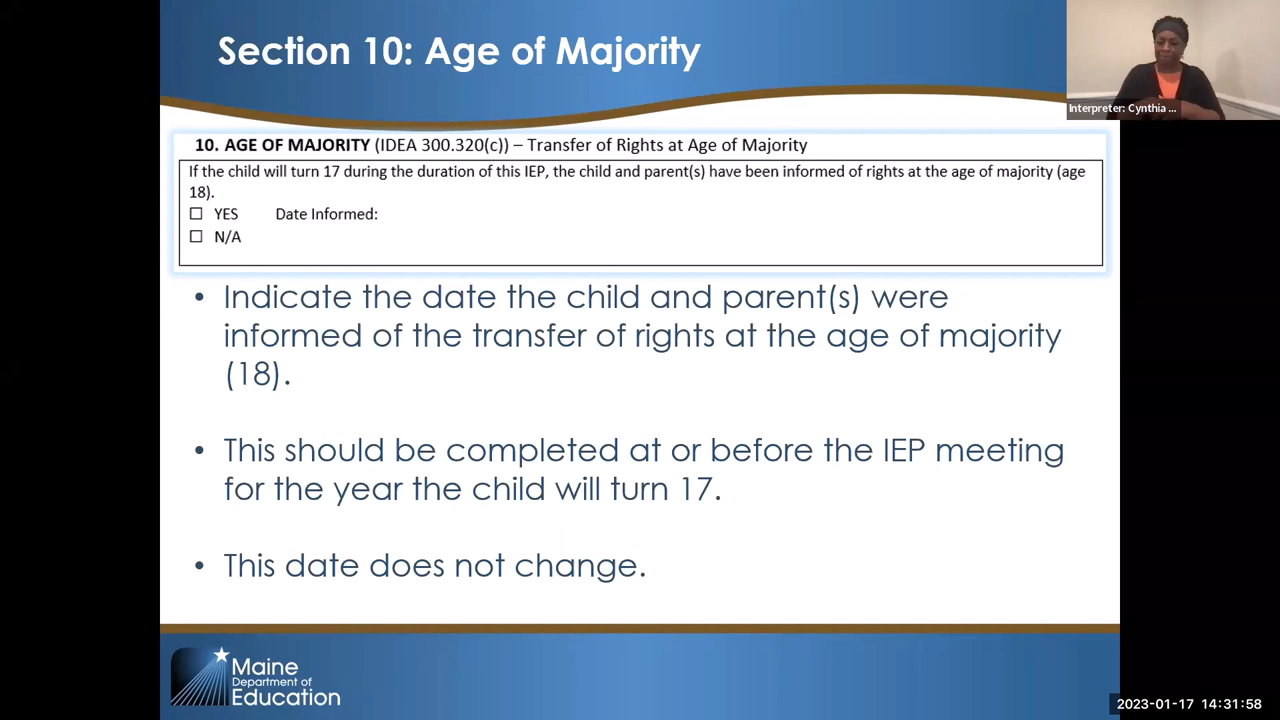 Section 10: Age of Majority
Interpreter: Cynthia ...
10. AGE OF MAJORITY (IDEA 300.320(c)) – Transfer of Rights at Age of Majority
If the child will turn 17 during the duration of this IEP, the child and parent(s) have been informed of rights at the age of majority (age
18).
☐ YES Date Informed:
☐ N/A
• Indicate the date the child and parent(s) were
informed of the transfer of rights at the age of majority
(18).
• This should be completed at or before the IEP meeting
for the year the child will turn 17.
• This date does not change.
Maine
Department of
Education
2023-01-17 14:31:58